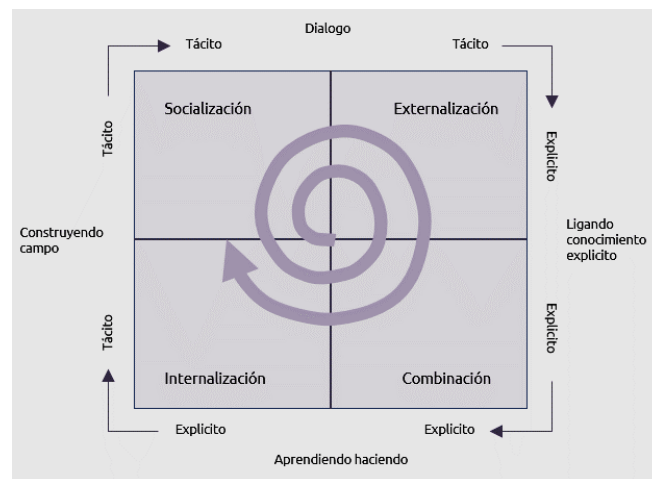 Dialogo
Tácito
Tácito
Socialización
Externalización
Tácito
Explicito
Construyendo
campo
Ligando
conocimiento
explicito
Tácito
Explicito
Internalización
Combinación
Explicito
Explicito
Aprendiendo haciendo